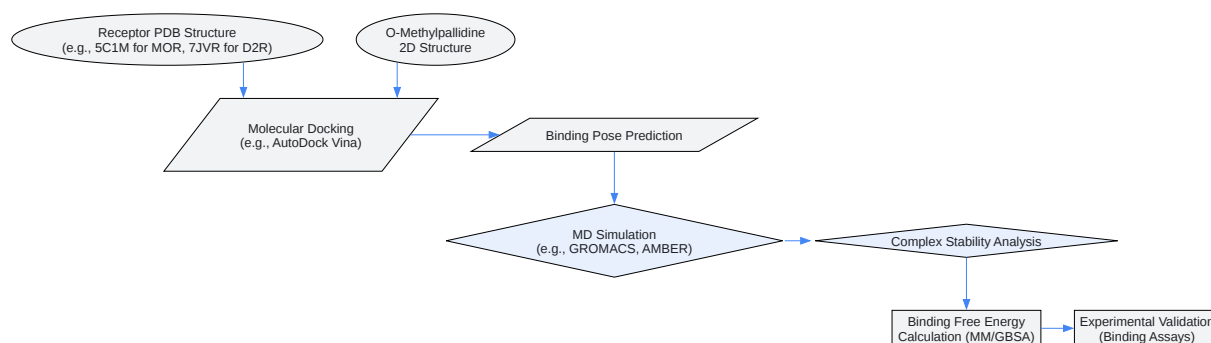 Receptor PDB Structure
(e.g., 5C1M for MOR, 7JVR for D2R)
O-Methylpallidine
2D Structure
Molecular Docking
(e.g., AutoDock Vina)
Binding Pose Prediction
MD Simulation
(e.g., GROMACS, AMBER)
Complex Stability Analysis
Binding Free Energy
Calculation (MM/GBSA)
Experimental Validation
(Binding Assays)